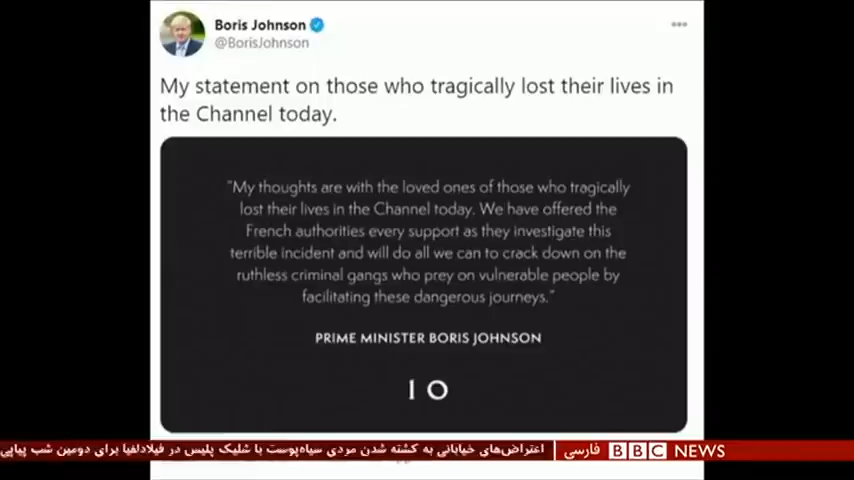 Boris Johnson
@BorisJohnson
My statement on those who tragically lost their lives in
the Channel today.
"My thoughts are with the loved ones of those who tragically
lost their lives in the Channel today. We have offered the
French authorities every support as they investigate this
terrible incident and will do all we can to crack down on the
ruthless criminal gangs who prey on vulnerable people by
facilitating these dangerous journeys."
PRIME MINISTER BORIS JOHNSON
10
اعتراض‌های خیابانی به کشته شدن مردی سیاه‌پوست با شلیک پلیس در فیلادلفیا برای دومین شب پیاپی
BBC NEWS فارسی